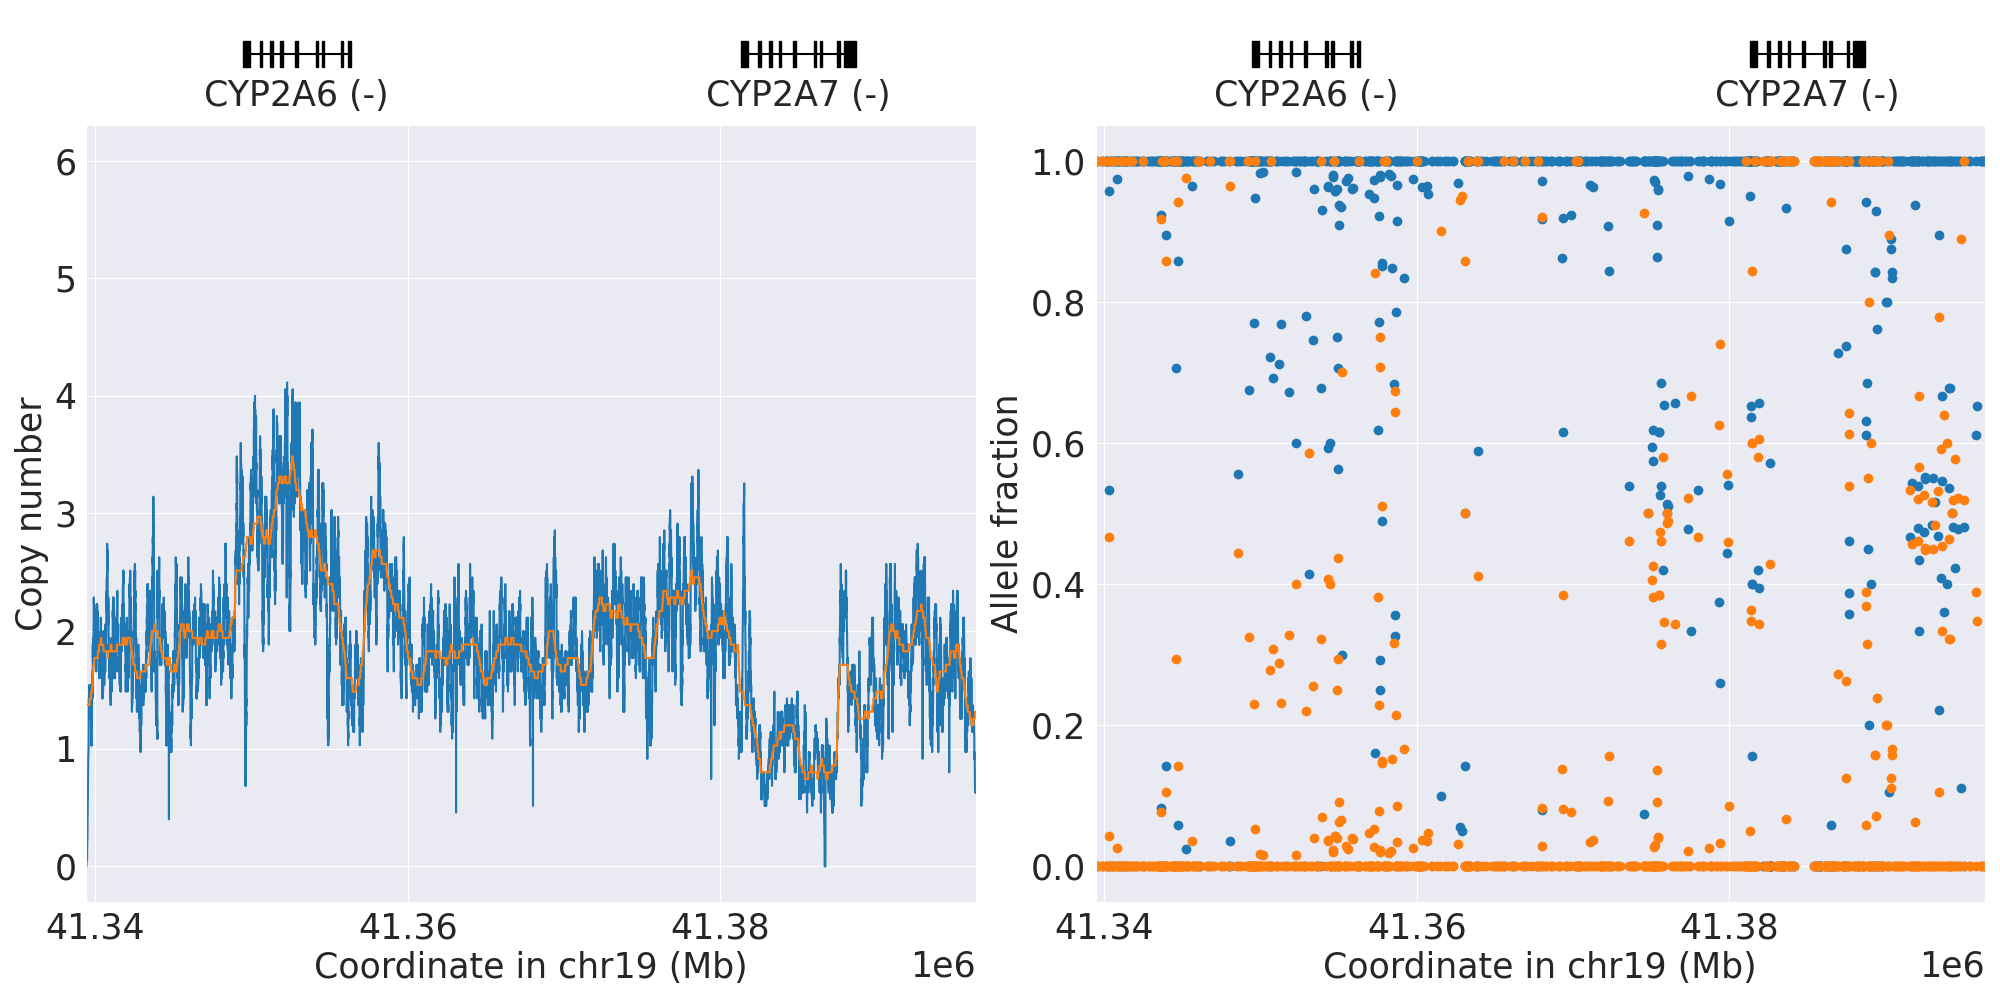 CYP2A6 (-)
CYP2A7 (-)
Copy number
6
5
4
3
2
1
0
41.34
41.36
41.38
Coordinate in chr19 (Mb)
1e6
CYP2A6 (-)
CYP2A7 (-)
Allele fraction
1.0
0.8
0.6
0.4
0.2
0.0
41.34
41.36
41.38
Coordinate in chr19 (Mb)
1e6